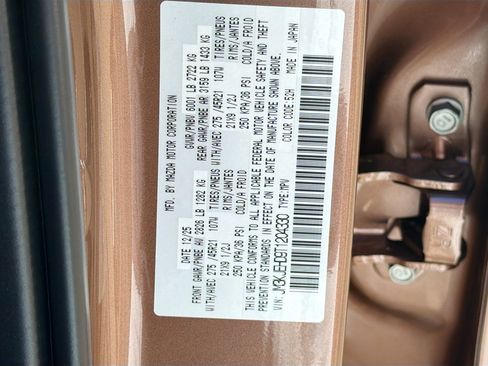 MFD. BY MAZDA MOTOR CORPORATION
12/25 GVWR/PNBV 6001 LB 2722 KG
FRONT GAWR/PNBE AV 2826 LB 1282 KG REAR GAWR/PNBE AR 3159 LB 1433 KG
WITH/AVEC 275 /45R21 107W TIRES/PNEUS WITH/AVEC 275 /45R21 107W TIRES/PNEUS
21X9 1/2J RIMS/JANTES 21X9 1/2J RIMS/JANTES
250 KPA/36 PSI COLD/A FROID 250 KPA/36 PSI COLD/A FROID
THIS VEHICLE CONFORMS TO ALL APPLICABLE FEDERAL MOTOR VEHICLE SAFETY AND THEFT
PREVENTION STANDARDS IN EFFECT ON THE DATE OF MANUFACTURE SHOWN ABOVE.
VIN: JM3KJEHD9T1204330 TYPE:MPV COLOR CODE: 52H